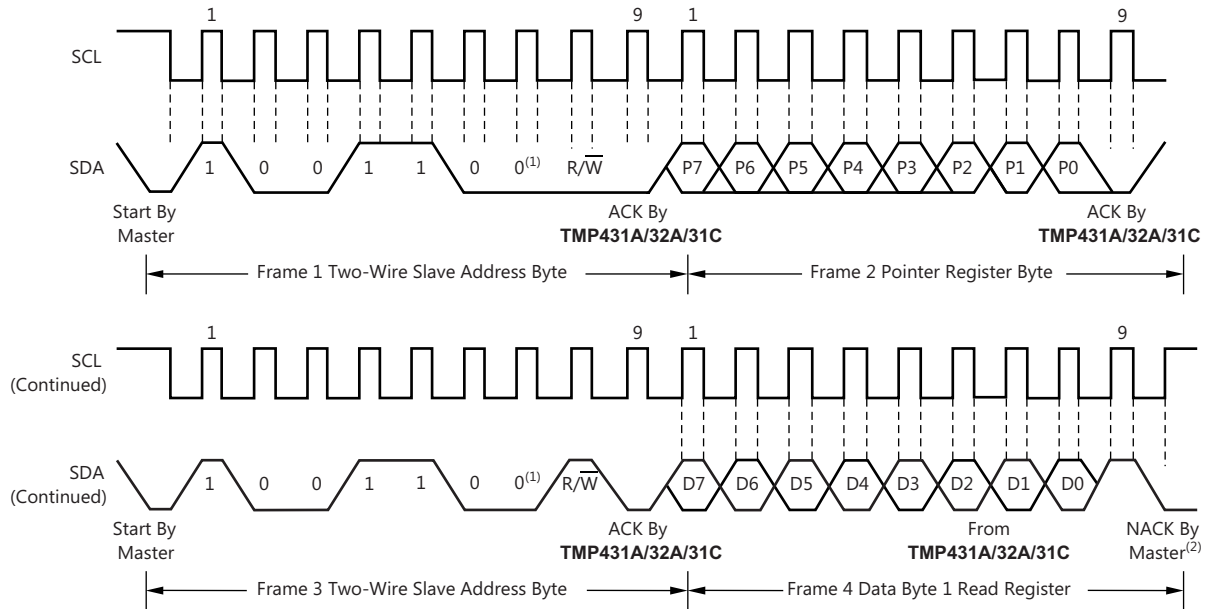 1 9 1 9
SCL
SDA 1 0 0 1 1 0 0(1) R/W̅ P7 P6 P5 P4 P3 P2 P1 P0
Start By ACK By ACK By
Master TMP431A/32A/31C TMP431A/32A/31C
Frame 1 Two-Wire Slave Address Byte Frame 2 Pointer Register Byte
1 9 1 9
SCL
(Continued)
SDA
(Continued) 1 0 0 1 1 0 0(1) R/W̅ D7 D6 D5 D4 D3 D2 D1 D0
Start By ACK By From NACK By
Master TMP431A/32A/31C TMP431A/32A/31C Master(2)
Frame 3 Two-Wire Slave Address Byte Frame 4 Data Byte 1 Read Register